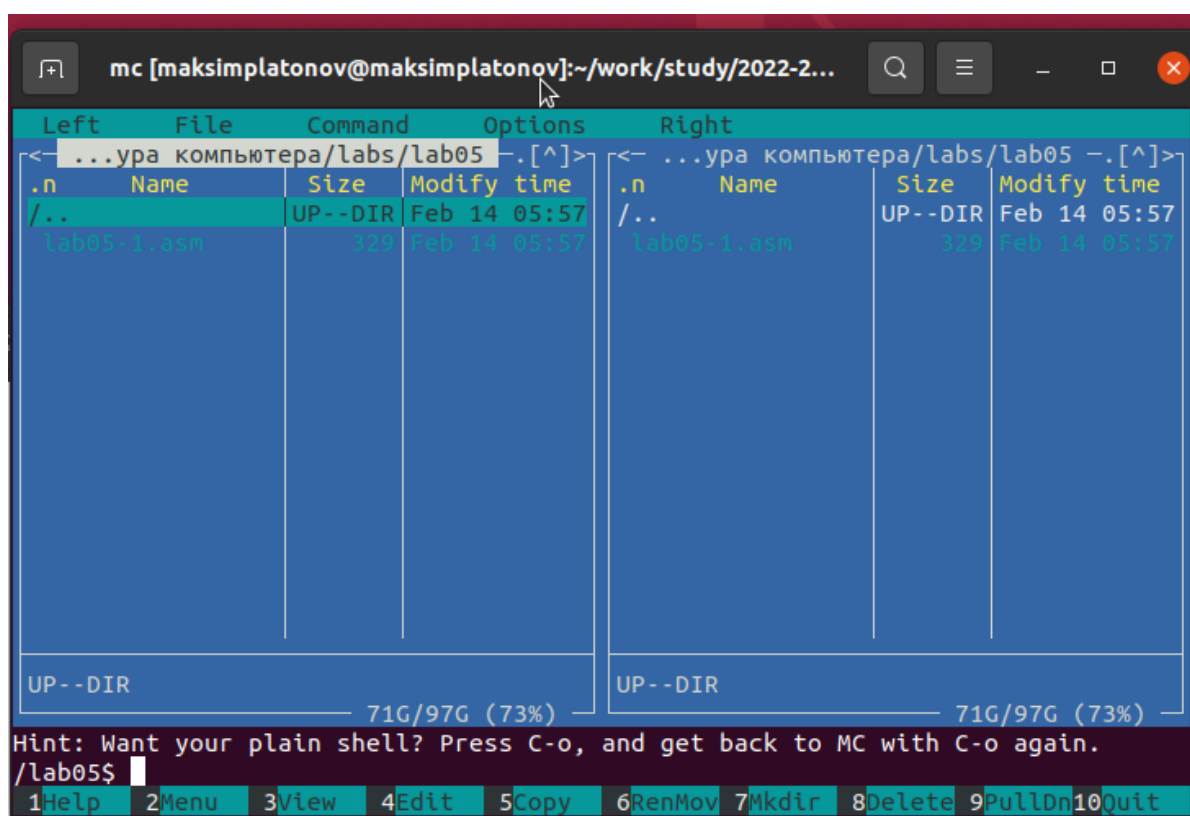 mc [maksimplatonov@maksimplatonov]:~/work/study/2022-2...
Left File Command Options Right
<─ ...ура компьютера/labs/lab05 ─.[^]>
.n Name Size Modify time
/.. UP--DIR Feb 14 05:57
lab05-1.asm 329 Feb 14 05:57
UP--DIR
71G/97G (73%)
<─ ...ура компьютера/labs/lab05 ─.[^]>
.n Name Size Modify time
/.. UP--DIR Feb 14 05:57
lab05-1.asm 329 Feb 14 05:57
UP--DIR
71G/97G (73%)
Hint: Want your plain shell? Press C-o, and get back to MC with C-o again.
/lab05$
1Help 2Menu 3View 4Edit 5Copy 6RenMov 7Mkdir 8Delete 9PullDn 10Quit